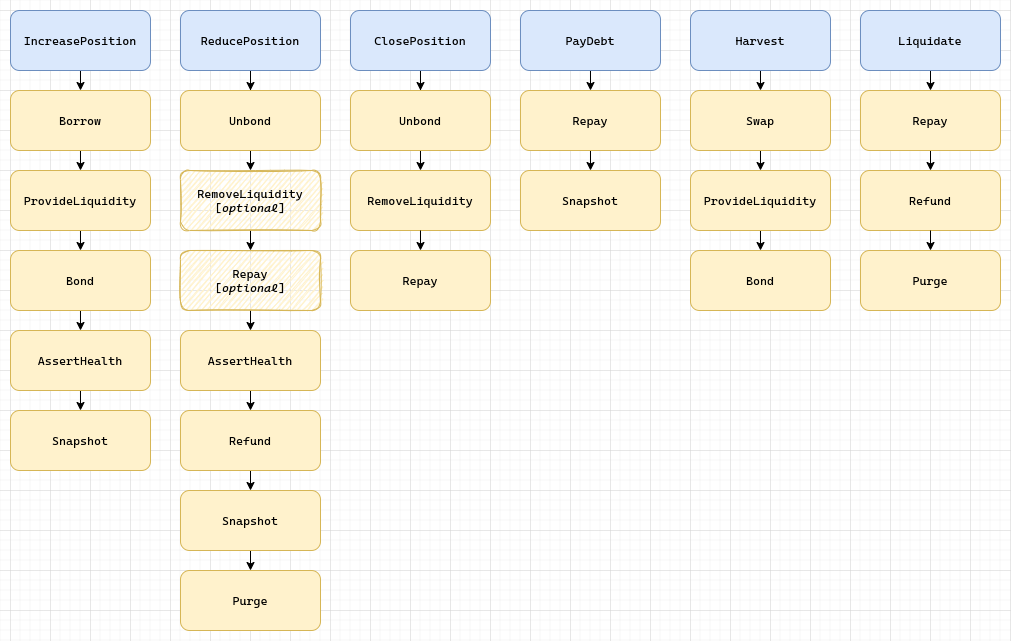 IncreasePosition
Borrow
ProvideLiquidity
Bond
AssertHealth
Snapshot
ReducePosition
Unbond
RemoveLiquidity
[optional]
Repay
[optional]
AssertHealth
Refund
Snapshot
Purge
ClosePosition
Unbond
RemoveLiquidity
Repay
PayDebt
Repay
Snapshot
Harvest
Swap
ProvideLiquidity
Bond
Liquidate
Repay
Refund
Purge